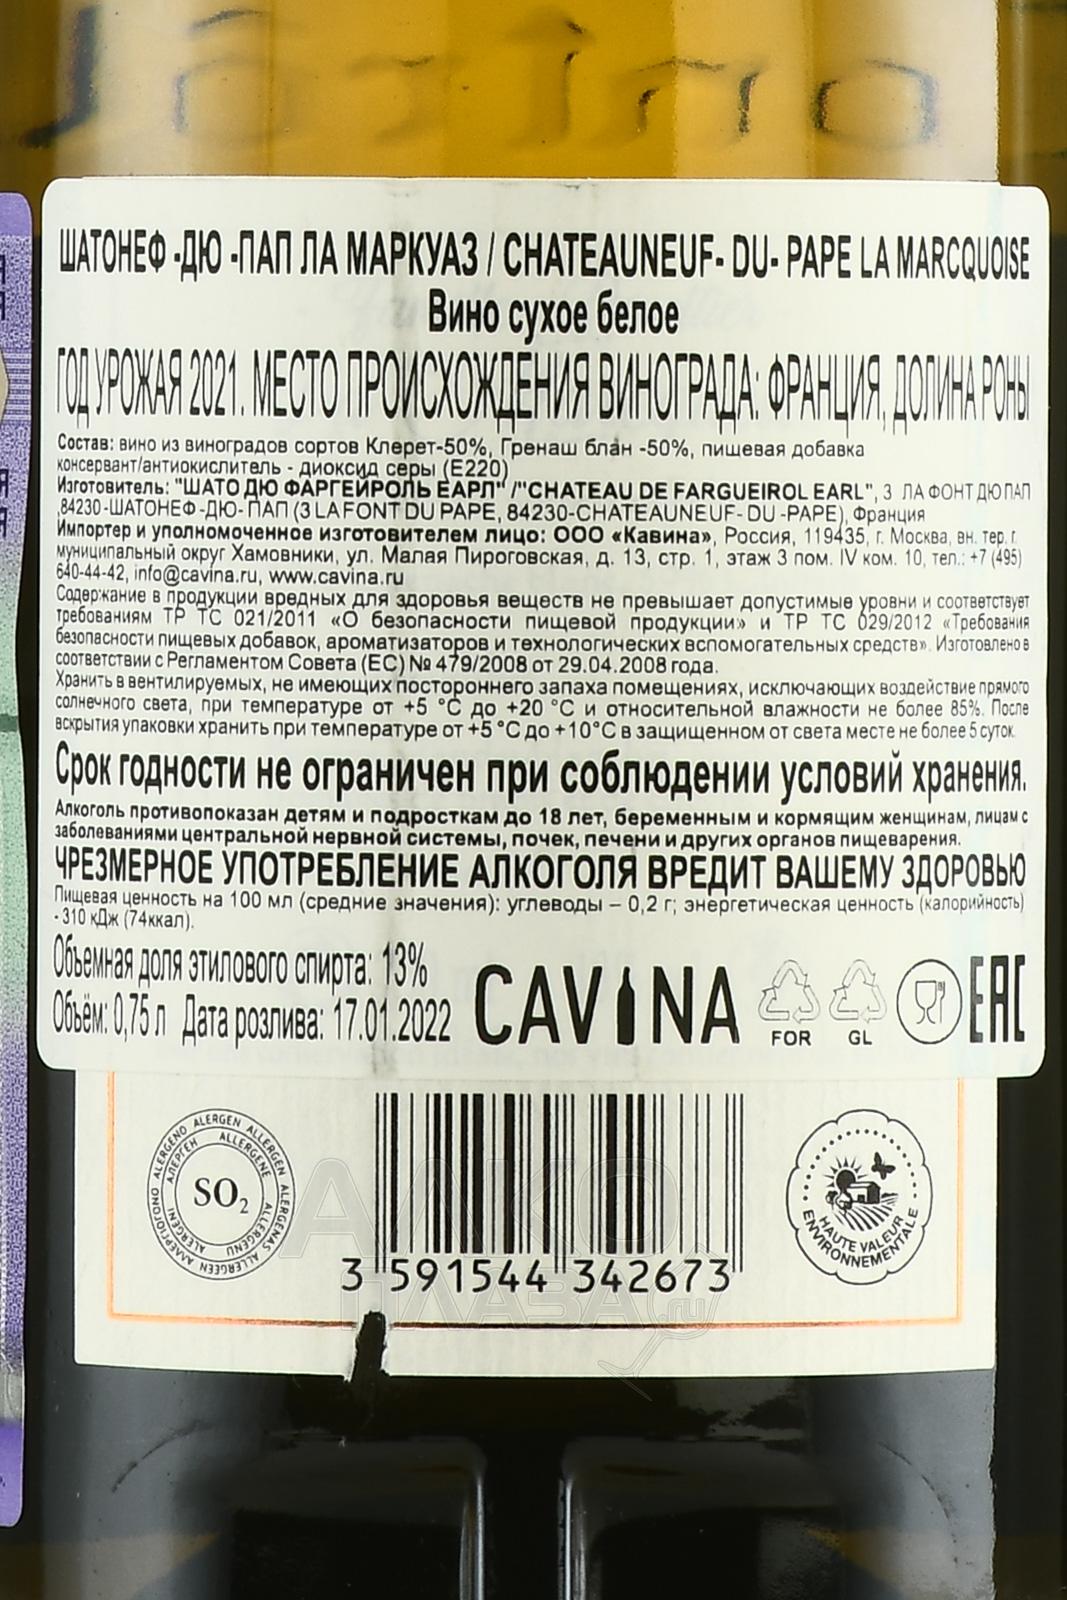 ШАТОНЕФ -ДЮ -ПАП ЛА МАРКУАЗ / CHATEAUNEUF- DU- PAPE LA MARCQUOISE
Вино сухое белое
ГОД УРОЖАЯ 2021. МЕСТО ПРОИСХОЖДЕНИЯ ВИНОГРАДА: ФРАНЦИЯ, ДОЛИНА РОНЫ
Состав: вино из виноградов сортов Клерет-50%, Гренаш блан -50%, пищевая добавка
консервант/антиокислитель - диоксид серы (Е220)
Изготовитель: "ШАТО ДЮ ФАРГЕЙРОЛЬ ЕАРЛ" /"CHATEAU DE FARGUEIROL EARL", 3 ЛА ФОНТ ДЮ ПАП
,84230 -ШАТОНЕФ -ДЮ- ПАП (3 LA FONT DU PAPE, 84230-CHATEAUNEUF- DU -PAPE), Франция
Импортер и уполномоченное изготовителем лицо: ООО «Кавина», Россия, 119435, г. Москва, вн. тер. г.
муниципальный округ Хамовники, ул. Малая Пироговская, д. 13, стр. 1, этаж 3 пом. IV ком. 10, тел.: +7 (495)
640-44-42, info@cavina.ru, www.cavina.ru
Содержание в продукции вредных для здоровья веществ не превышает допустимые уровни и соответствует
требованиям ТР ТС 021/2011 «О безопасности пищевой продукции» и ТР ТС 029/2012 «Требования
безопасности пищевых добавок, ароматизаторов и технологических вспомогательных средств». Изготовлено в
соответствии с Регламентом Совета (ЕС) № 479/2008 от 29.04.2008 года.
Хранить в вентилируемых, не имеющих постороннего запаха помещениях, исключающих воздействие прямого
солнечного света, при температуре от +5 °С до +20 °С и относительной влажности не более 85%. После
вскрытия упаковки хранить при температуре от +5 °С до +10°С в защищенном от света месте не более 5 суток.
Срок годности не ограничен при соблюдении условий хранения.
Алкоголь противопоказан детям и подросткам до 18 лет, беременным и кормящим женщинам, лицам с
заболеваниями центральной нервной системы, почек, печени и других органов пищеварения.
ЧРЕЗМЕРНОЕ УПОТРЕБЛЕНИЕ АЛКОГОЛЯ ВРЕДИТ ВАШЕМУ ЗДОРОВЬЮ
Пищевая ценность на 100 мл (средние значения): углеводы – 0,2 г; энергетическая ценность (калорийность)
- 310 кДж (74ккал).
Объемная доля этилового спирта: 13%
Объём: 0,75 л Дата розлива: 17.01.2022
CAVINA
FOR GL
EAC
ALERGENO ALERGEN ALLERGEN ALERGENAS ALLERGEEN ΑΛΛΕΡΓΙΟΓΟΝΟ
АЛЕРГЕН ALLERGENE ALLERGENU ALLERGENI
SO2
HAUTE VALEUR
ENVIRONNEMENTALE
3 591544 342673
АЛКО
ПЛАЗА.ru